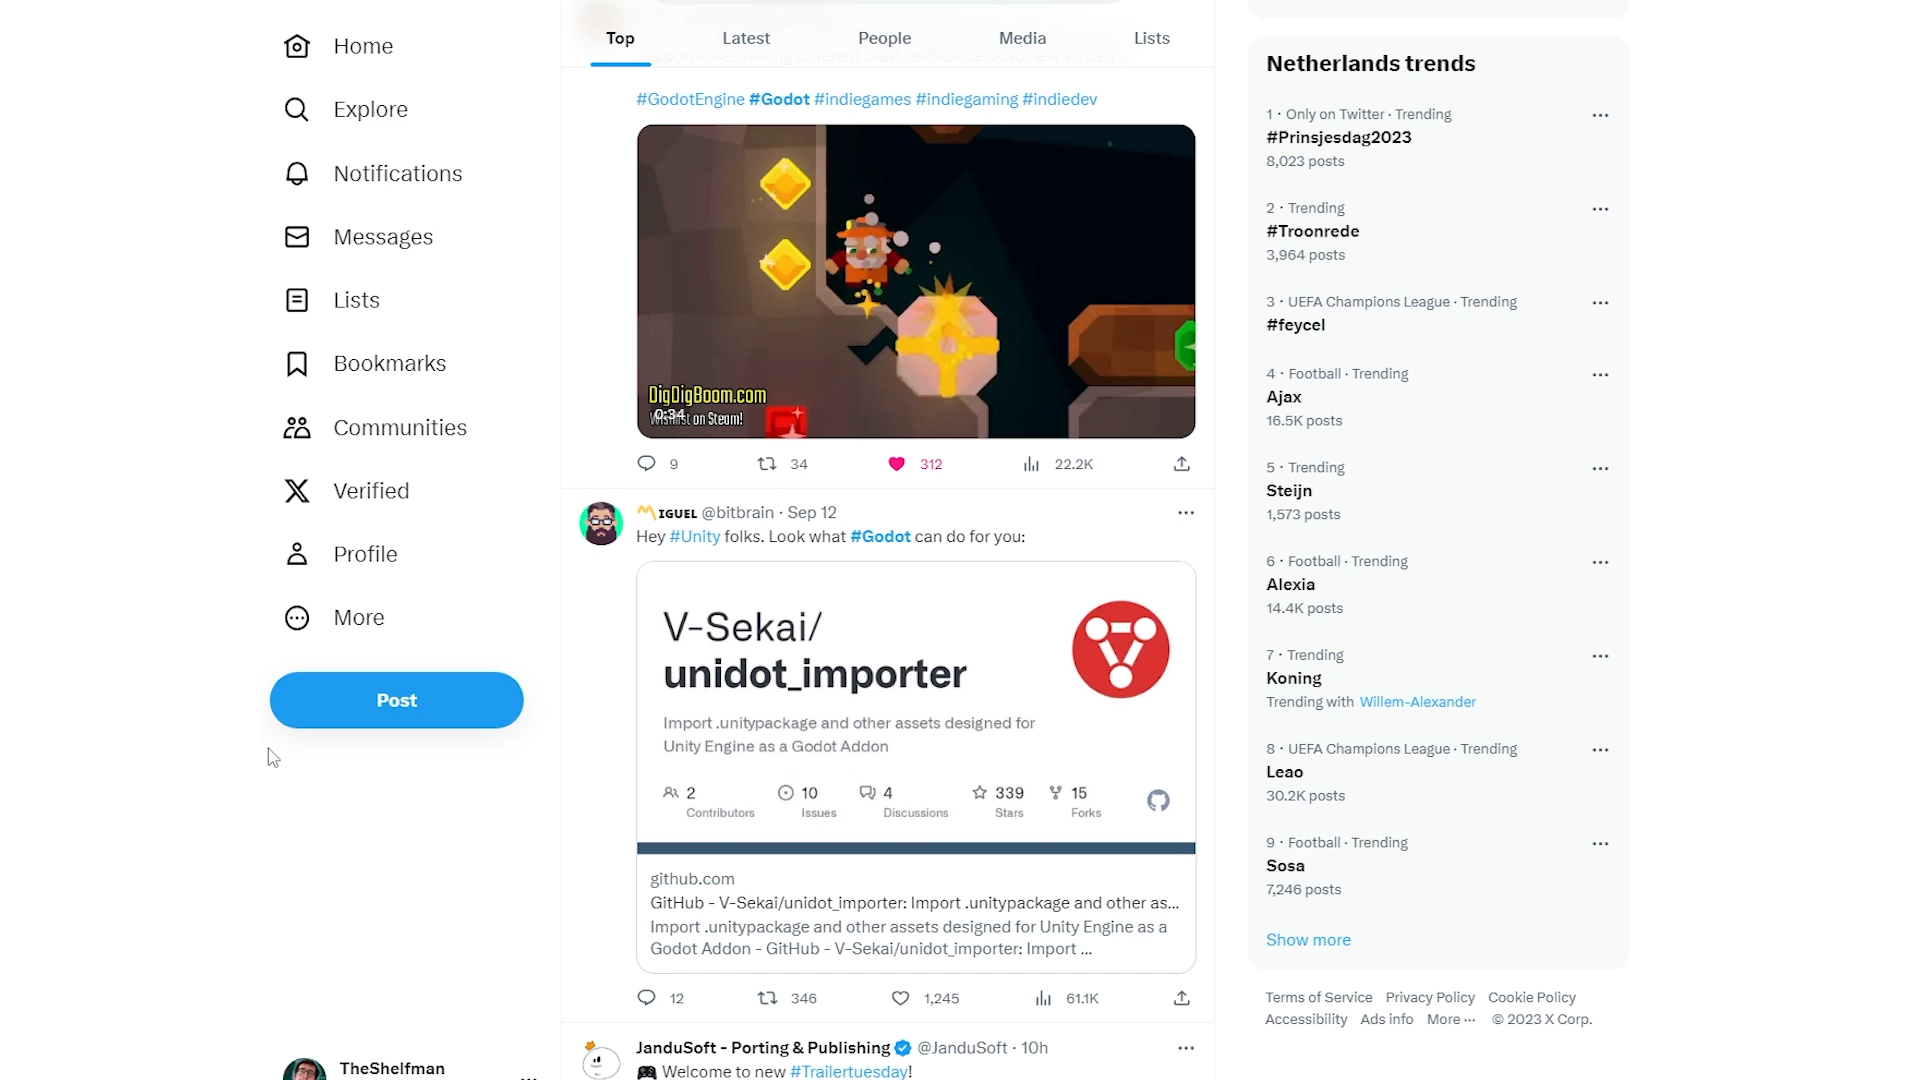 Home
Explore
Notifications
Messages
Lists
Bookmarks
Communities
Verified
Profile
More
Post
TheShelfman
Top
Latest
People
Media
Lists
#GodotEngine #Godot #indiegames #indiegaming #indiedev
DigDigBoom.com
0:34
on Steam!
9
34
312
22.2K
MIGUEL @bitbrain · Sep 12
Hey #Unity folks. Look what #Godot can do for you:
V-Sekai/
unidot_importer
Import .unitypackage and other assets designed for
Unity Engine as a Godot Addon
2
Contributors
10
Issues
4
Discussions
339
Stars
15
Forks
github.com
GitHub - V-Sekai/unidot_importer: Import .unitypackage and other as...
Import .unitypackage and other assets designed for Unity Engine as a
Godot Addon - GitHub - V-Sekai/unidot_importer: Import ...
12
346
1,245
61.1K
JanduSoft - Porting & Publishing @JanduSoft · 10h
Welcome to new #Trailertuesday!
Netherlands trends
1 · Only on Twitter · Trending
#Prinsjesdag2023
8,023 posts
2 · Trending
#Troonrede
3,964 posts
3 · UEFA Champions League · Trending
#feycel
4 · Football · Trending
Ajax
16.5K posts
5 · Trending
Steijn
1,573 posts
6 · Football · Trending
Alexia
14.4K posts
7 · Trending
Koning
Trending with Willem-Alexander
8 · UEFA Champions League · Trending
Leao
30.2K posts
9 · Football · Trending
Sosa
7,246 posts
Show more
Terms of Service Privacy Policy Cookie Policy
Accessibility Ads info More ··· © 2023 X Corp.